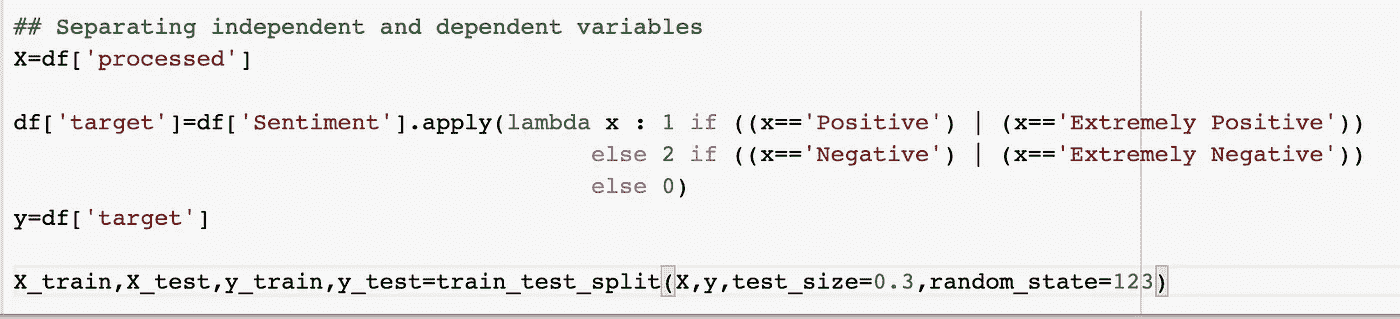 ## Separating independent and dependent variables
X=df['processed']
df['target']=df['Sentiment'].apply(lambda x : 1 if ((x=='Positive') | (x=='Extremely Positive'))
else 2 if ((x=='Negative') | (x=='Extremely Negative'))
else 0)
y=df['target']
X_train,X_test,y_train,y_test=train_test_split(X,y,test_size=0.3,random_state=123)